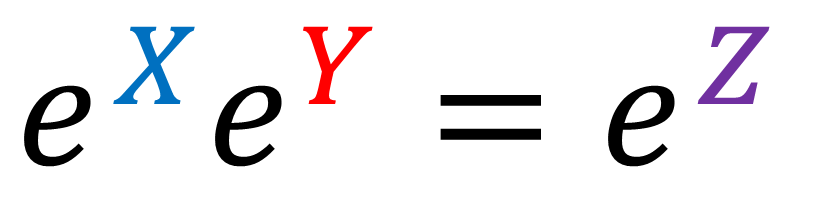 e^X e^Y = e^Z